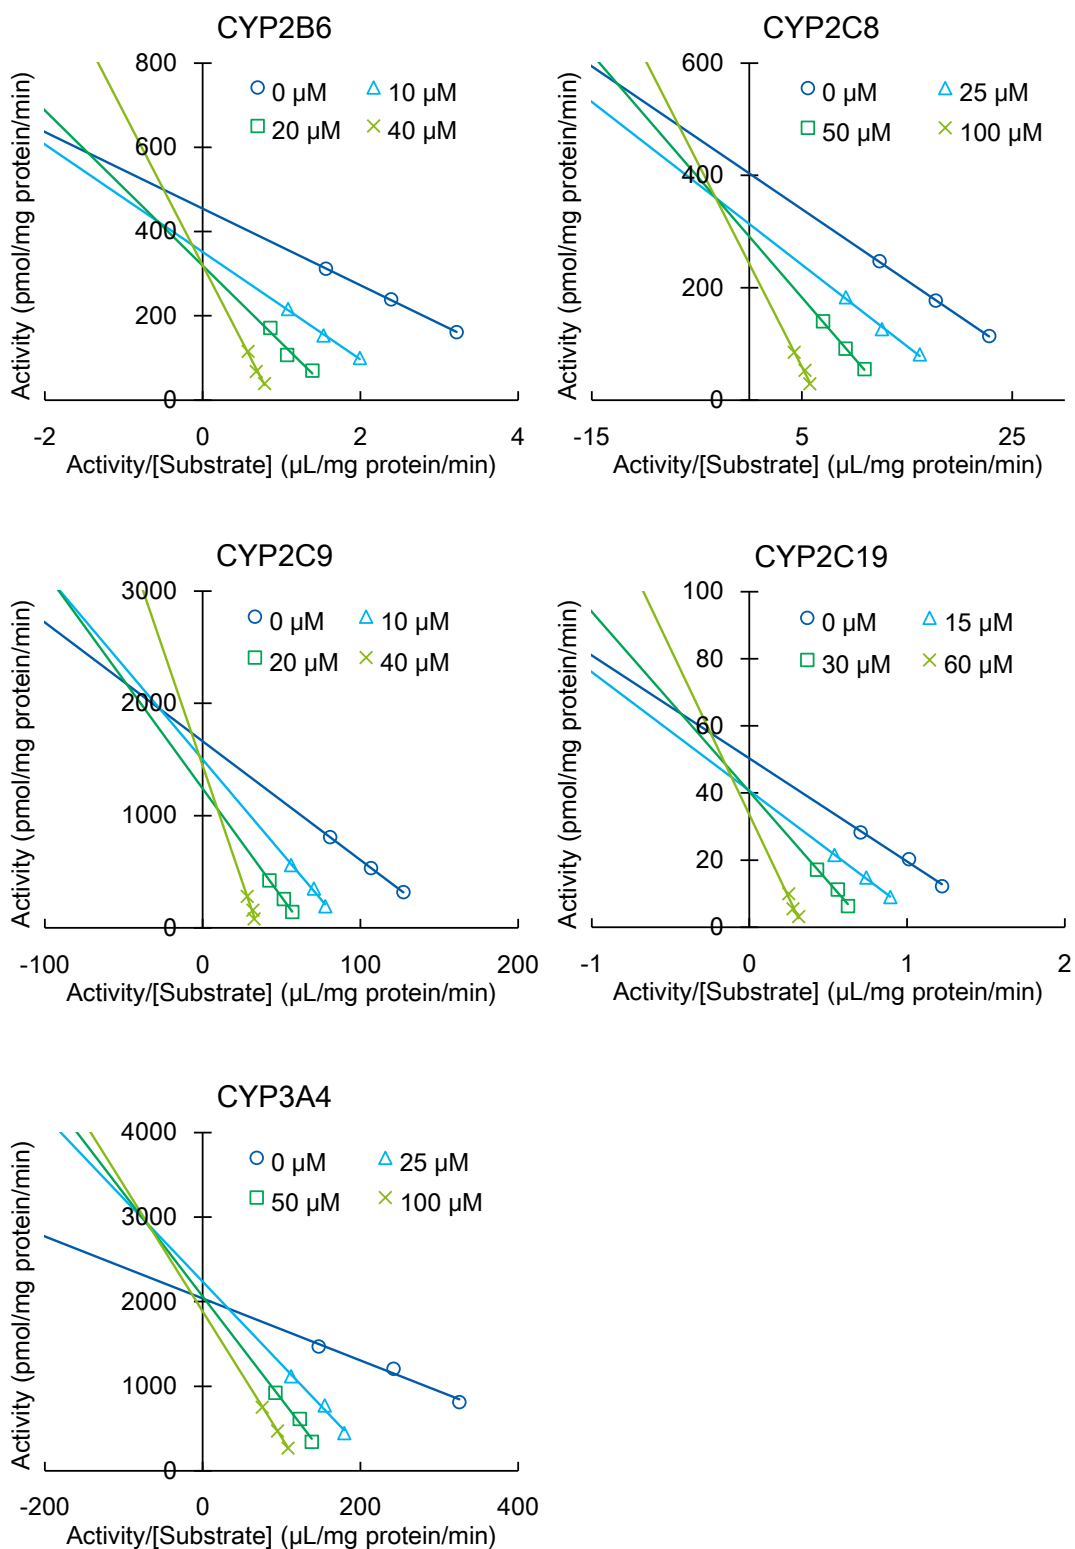 CYP2B6
Activity (pmol/mg protein/min)
800
600
400
200
0
0 µM
10 µM
20 µM
40 µM
-2
0
2
4
Activity/[Substrate] (µL/mg protein/min)
CYP2C8
Activity (pmol/mg protein/min)
600
400
200
0
0 µM
25 µM
50 µM
100 µM
-15
5
25
Activity/[Substrate] (µL/mg protein/min)
CYP2C9
Activity (pmol/mg protein/min)
3000
2000
1000
0
0 µM
10 µM
20 µM
40 µM
-100
0
100
200
Activity/[Substrate] (µL/mg protein/min)
CYP2C19
Activity (pmol/mg protein/min)
100
80
60
40
20
0
0 µM
15 µM
30 µM
60 µM
-1
0
1
2
Activity/[Substrate] (µL/mg protein/min)
CYP3A4
Activity (pmol/mg protein/min)
4000
3000
2000
1000
0
0 µM
25 µM
50 µM
100 µM
-200
0
200
400
Activity/[Substrate] (µL/mg protein/min)